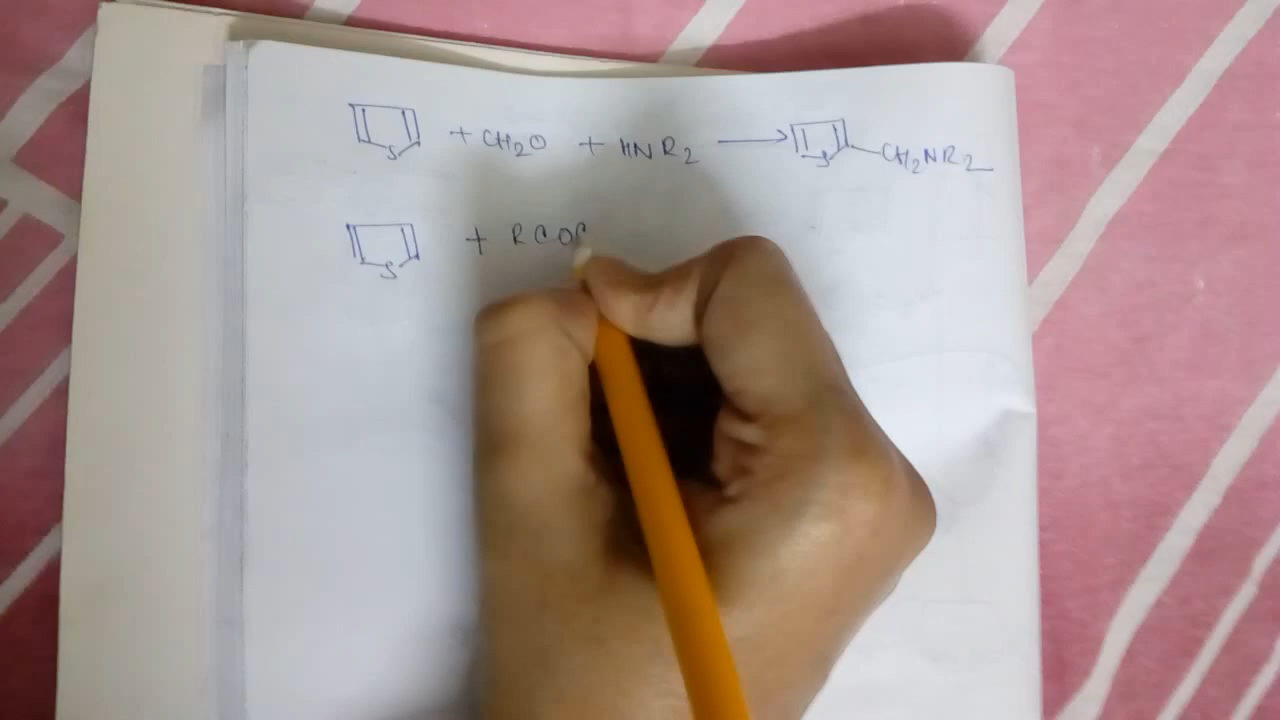 S + CH2O + HNR2 ⟶ S CH2NR2
S + RCO